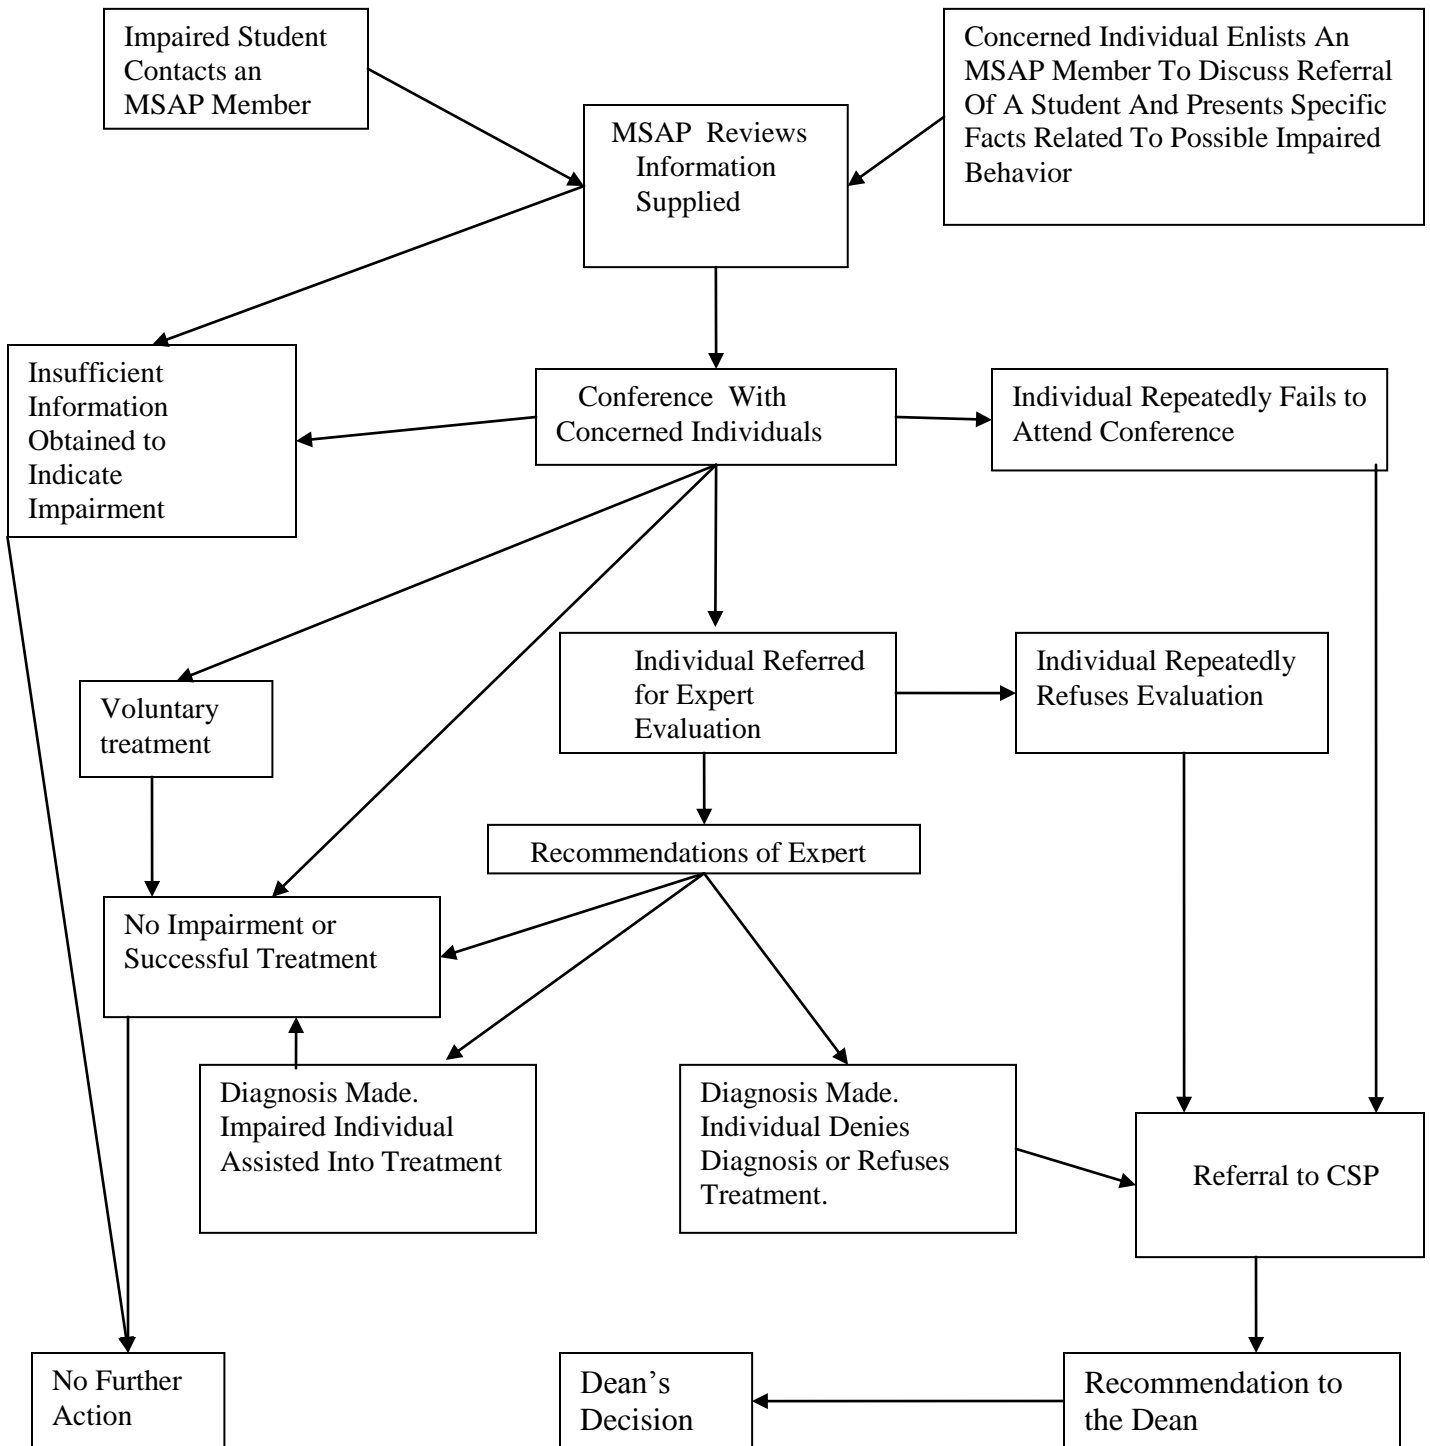 Impaired Student
Contacts an
MSAP Member
Concerned Individual Enlists An
MSAP Member To Discuss Referral
Of A Student And Presents Specific
Facts Related To Possible Impaired
Behavior
MSAP Reviews
Information
Supplied
Insufficient
Information
Obtained to
Indicate
Impairment
Conference With
Concerned Individuals
Individual Repeatedly Fails to
Attend Conference
Voluntary
treatment
Individual Referred
for Expert
Evaluation
Individual Repeatedly
Refuses Evaluation
Recommendations of Expert
No Impairment or
Successful Treatment
Diagnosis Made.
Impaired Individual
Assisted Into Treatment
Diagnosis Made.
Individual Denies
Diagnosis or Refuses
Treatment.
Referral to CSP
No Further
Action
Dean’s
Decision
Recommendation to
the Dean